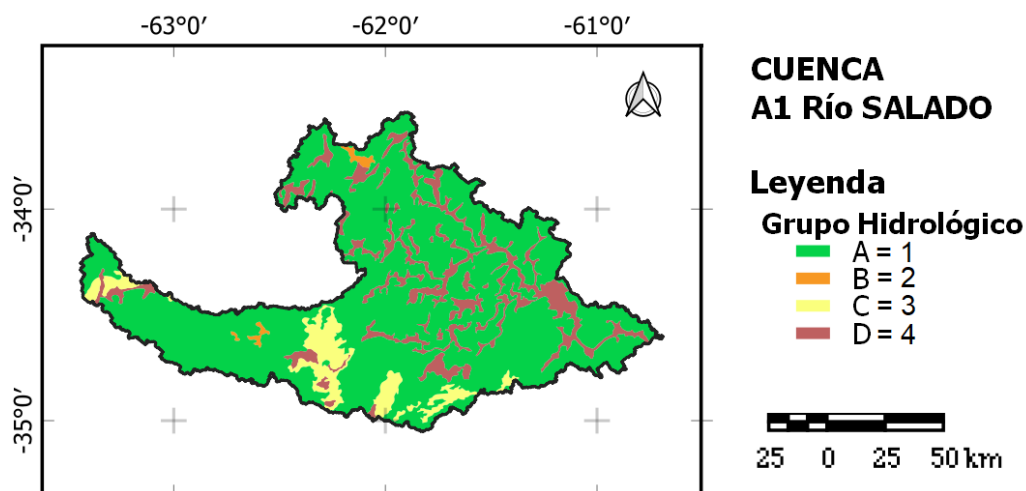 -63°0′ -62°0′ -61°0′
-34°0′
-35°0′
CUENCA
A1 Río SALADO
Leyenda
Grupo Hidrológico
A = 1
B = 2
C = 3
D = 4
25 0 25 50 km